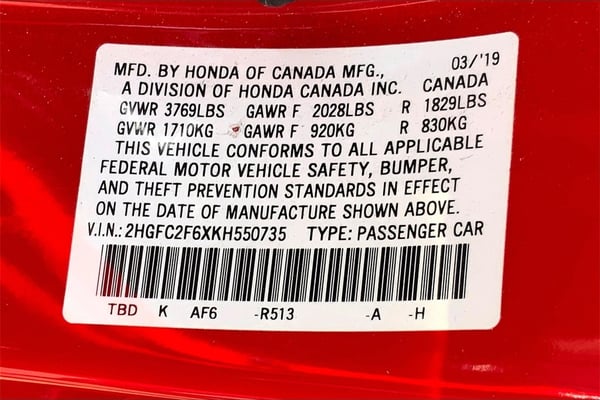 MFD. BY HONDA OF CANADA MFG., 03/'19
A DIVISION OF HONDA CANADA INC. CANADA
GVWR 3769LBS GAWR F 2028LBS R 1829LBS
GVWR 1710KG GAWR F 920KG R 830KG
THIS VEHICLE CONFORMS TO ALL APPLICABLE
FEDERAL MOTOR VEHICLE SAFETY, BUMPER,
AND THEFT PREVENTION STANDARDS IN EFFECT
ON THE DATE OF MANUFACTURE SHOWN ABOVE.
V.I.N.: 2HGFC2F6XKH550735 TYPE: PASSENGER CAR
TBD K AF6 -R513 -A -H